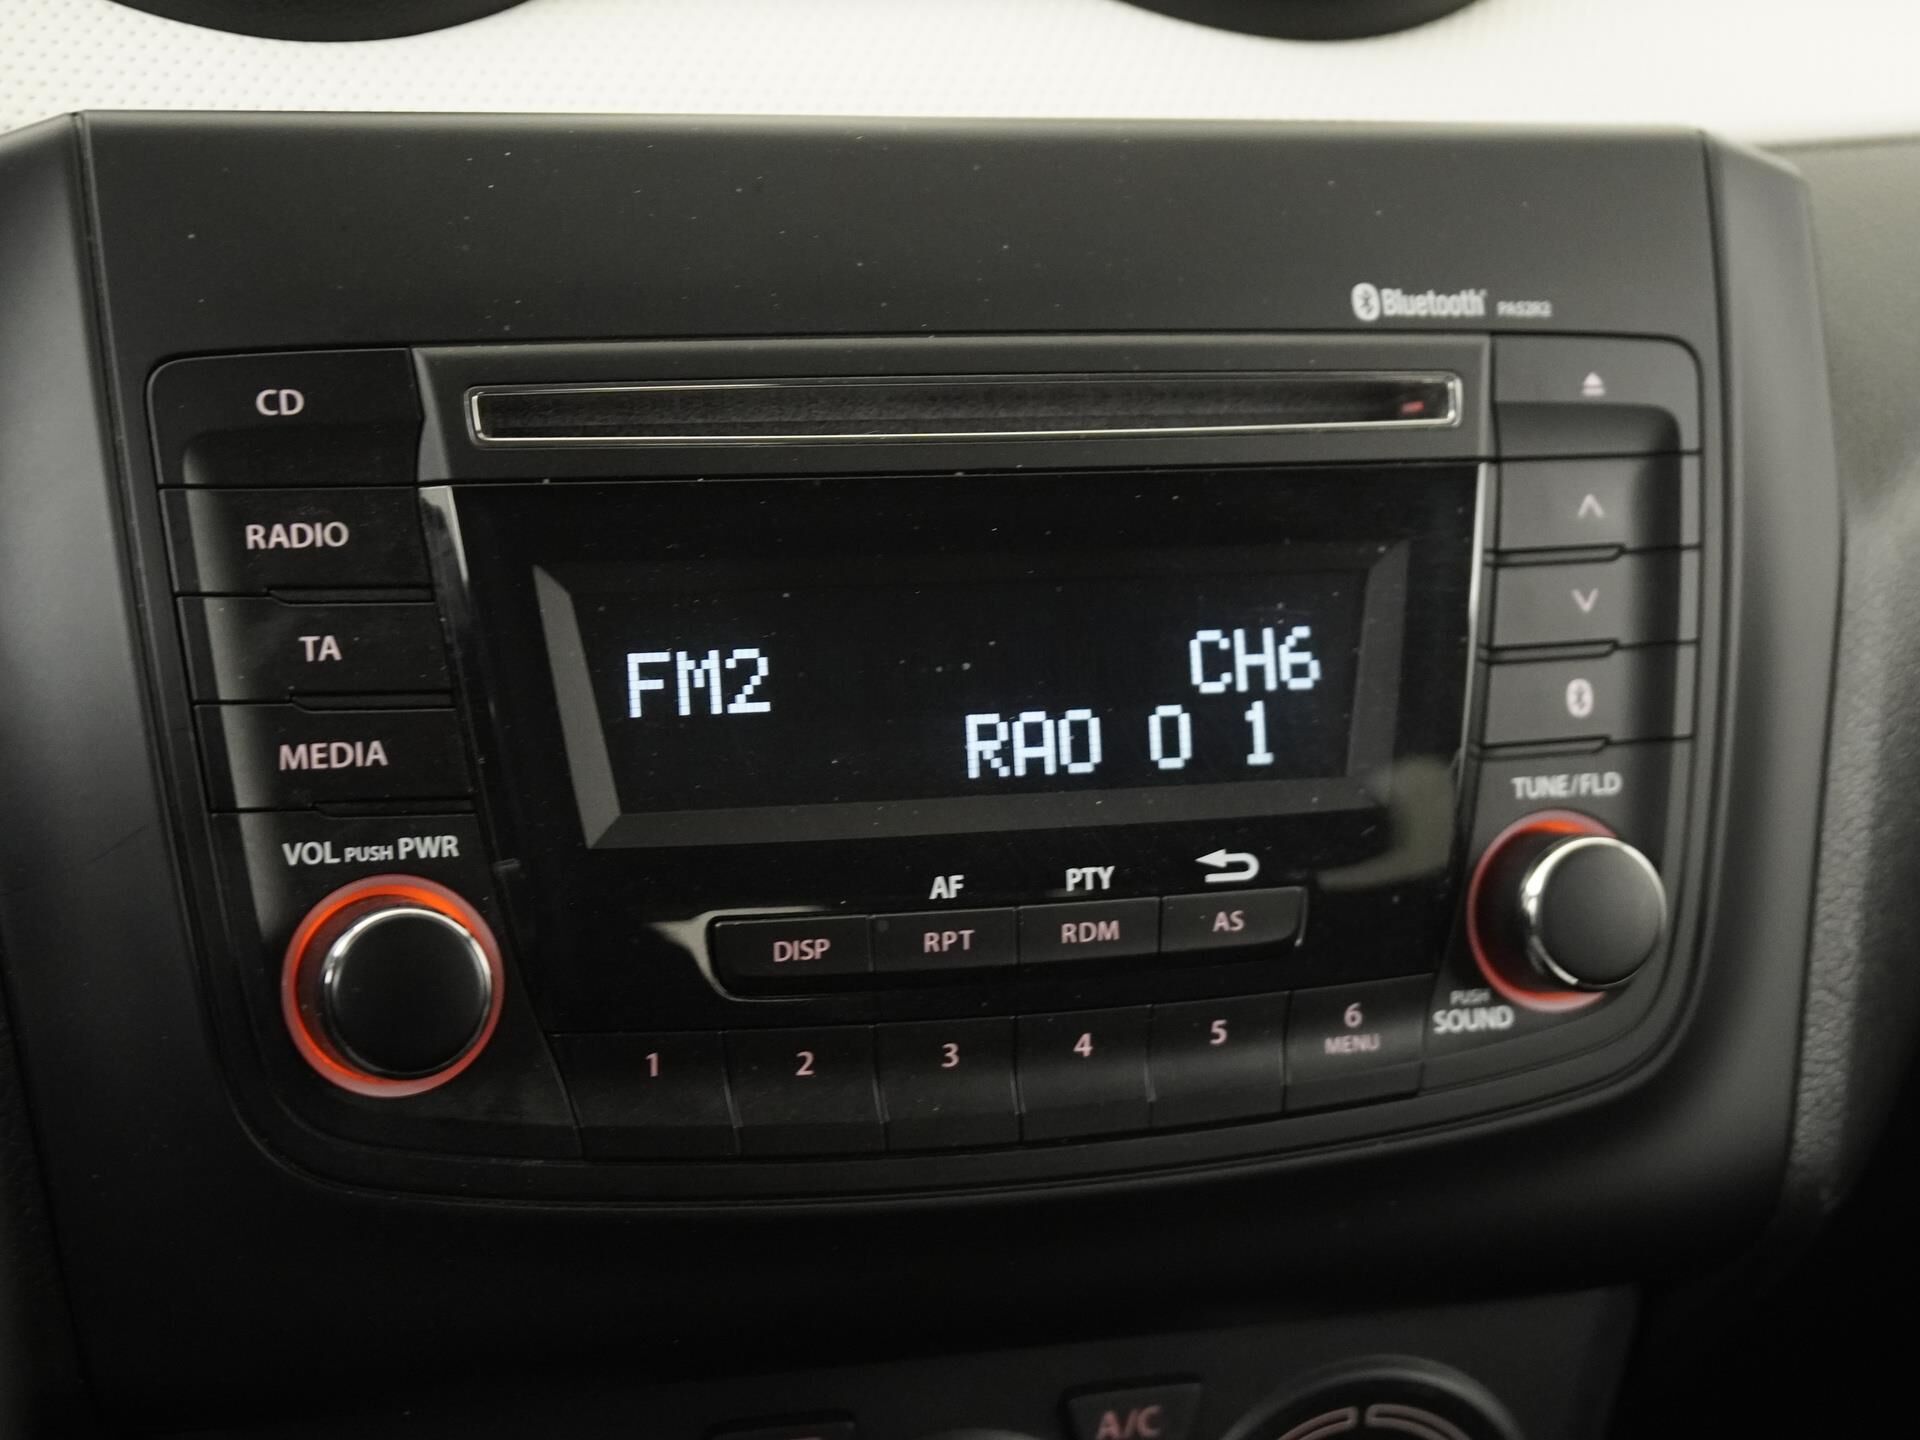 Bluetooth PA52R2
CD
RADIO
TA
MEDIA
VOL PUSH PWR
FM2 CH6
RAO 0 1
TUNE/FLD
AF PTY
DISP RPT RDM AS
PUSH
SOUND
1 2 3 4 5 6
MENU
A/C